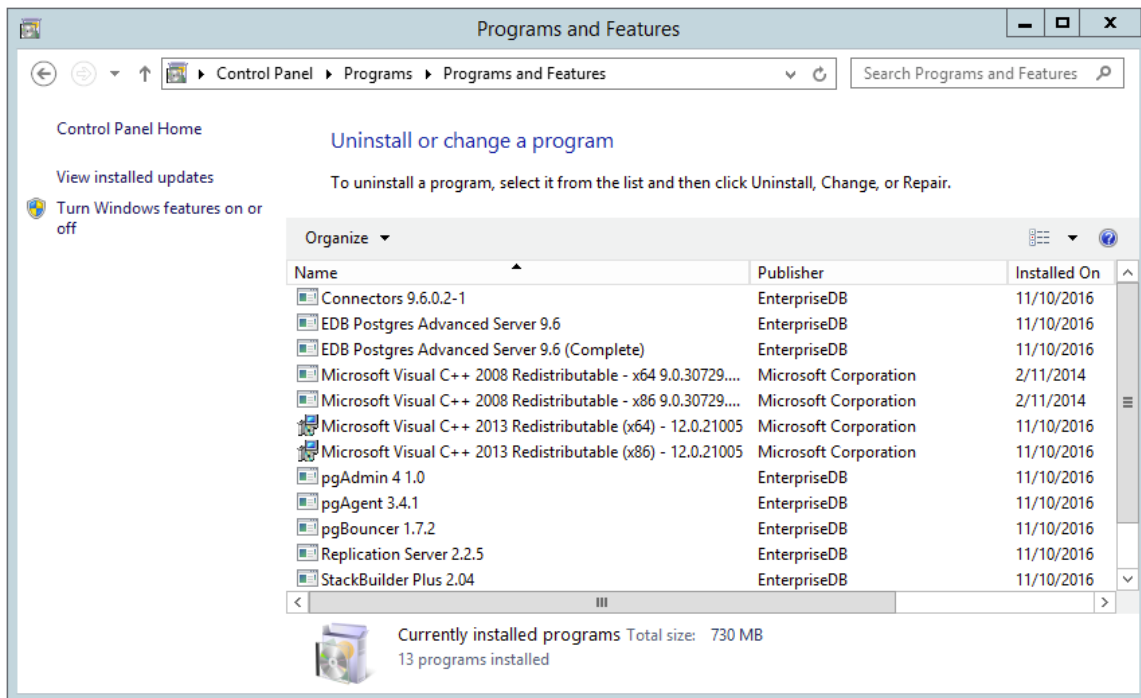 Programs and Features
Control Panel Programs Programs and Features
Search Programs and Features
Control Panel Home
View installed updates
Turn Windows features on or
off
Uninstall or change a program
To uninstall a program, select it from the list and then click Uninstall, Change, or Repair.
Organize
Name Publisher Installed On
Connectors 9.6.0.2-1 EnterpriseDB 11/10/2016
EDB Postgres Advanced Server 9.6 EnterpriseDB 11/10/2016
EDB Postgres Advanced Server 9.6 (Complete) EnterpriseDB 11/10/2016
Microsoft Visual C++ 2008 Redistributable - x64 9.0.30729.... Microsoft Corporation 2/11/2014
Microsoft Visual C++ 2008 Redistributable - x86 9.0.30729.... Microsoft Corporation 2/11/2014
Microsoft Visual C++ 2013 Redistributable (x64) - 12.0.21005 Microsoft Corporation 11/10/2016
Microsoft Visual C++ 2013 Redistributable (x86) - 12.0.21005 Microsoft Corporation 11/10/2016
pgAdmin 4 1.0 EnterpriseDB 11/10/2016
pgAgent 3.4.1 EnterpriseDB 11/10/2016
pgBouncer 1.7.2 EnterpriseDB 11/10/2016
Replication Server 2.2.5 EnterpriseDB 11/10/2016
StackBuilder Plus 2.04 EnterpriseDB 11/10/2016
Currently installed programs Total size: 730 MB
13 programs installed